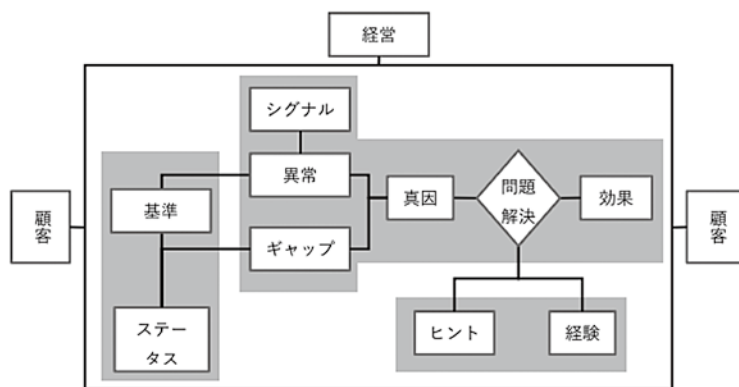 経営
シグナル
異常
基準
ギャップ
ステー
タス
真因
問題
解決
効果
ヒント
経験
顧
客
顧
客